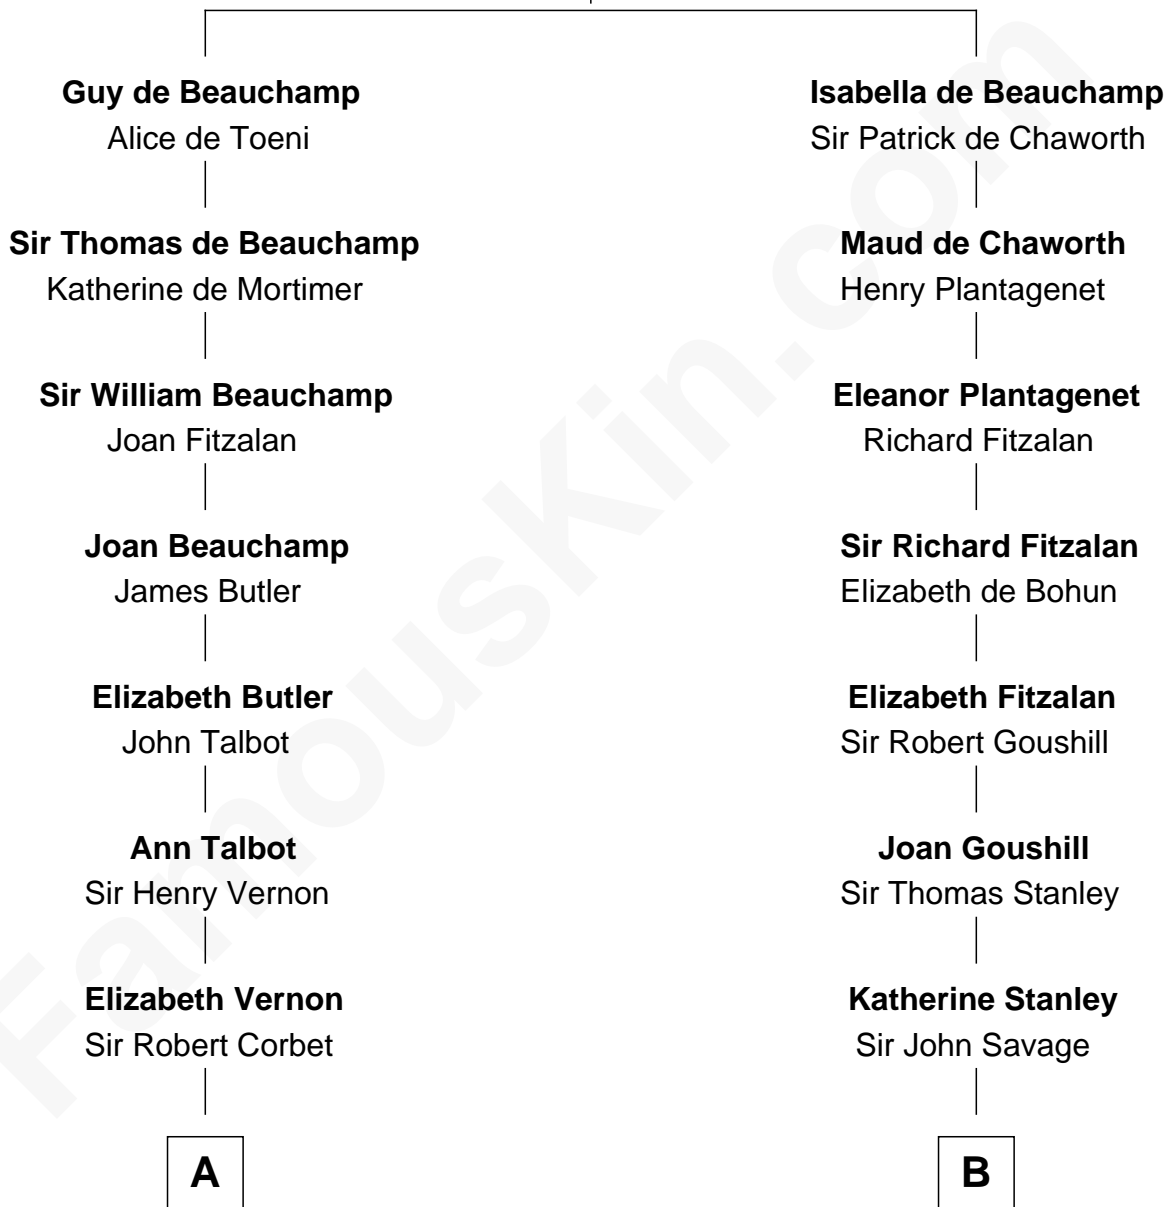 Guy de Beauchamp
Alice de Toeni
Sir Thomas de Beauchamp
Katherine de Mortimer
Sir William Beauchamp
Joan Fitzalan
Joan Beauchamp
James Butler
Elizabeth Butler
John Talbot
Ann Talbot
Sir Henry Vernon
Elizabeth Vernon
Sir Robert Corbet
A
Isabella de Beauchamp
Sir Patrick de Chaworth
Maud de Chaworth
Henry Plantagenet
Eleanor Plantagenet
Richard Fitzalan
Sir Richard Fitzalan
Elizabeth de Bohun
Elizabeth Fitzalan
Sir Robert Goushill
Joan Goushill
Sir Thomas Stanley
Katherine Stanley
Sir John Savage
B
FamousKin.com